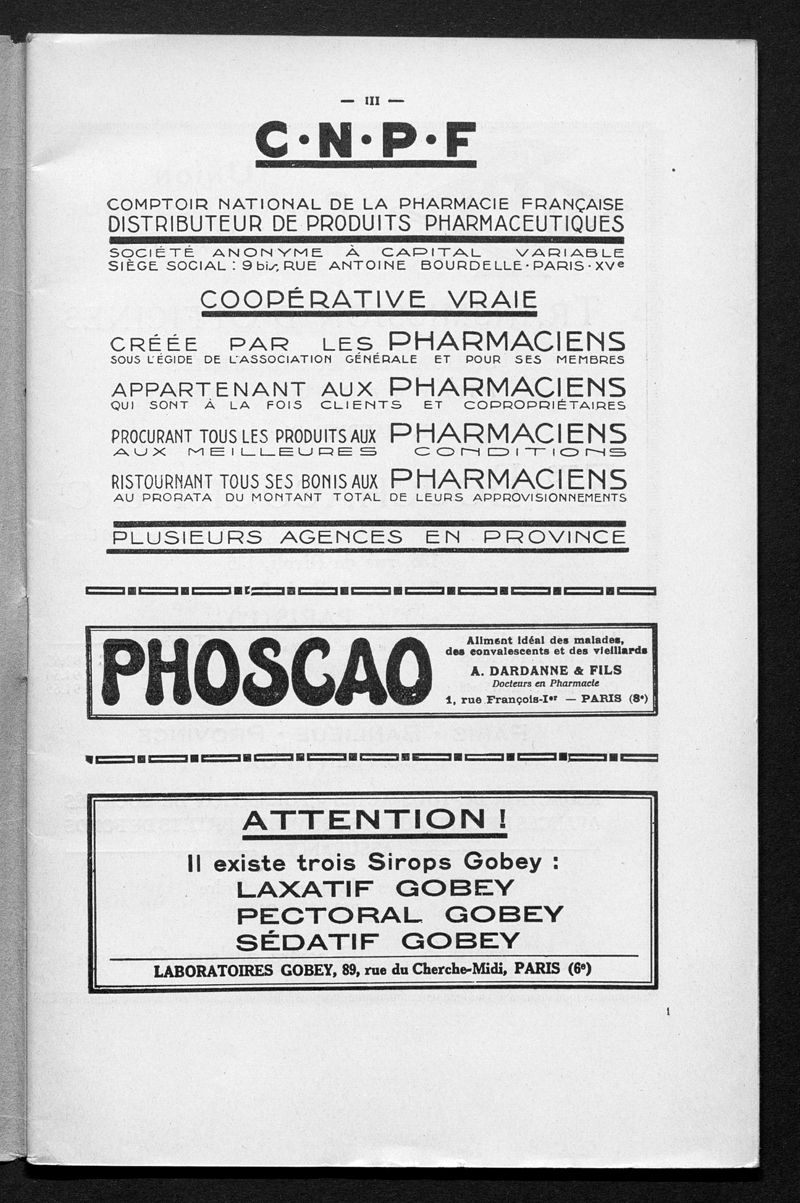 — III —
C·N·P·F
COMPTOIR NATIONAL DE LA PHARMACIE FRANÇAISE
DISTRIBUTEUR DE PRODUITS PHARMACEUTIQUES
SOCIÉTÉ ANONYME À CAPITAL VARIABLE
SIÈGE SOCIAL : 9 bis, RUE ANTOINE BOURDELLE · PARIS · XVe
COOPÉRATIVE VRAIE
CRÉÉE PAR LES PHARMACIENS
SOUS L'ÉGIDE DE L'ASSOCIATION GÉNÉRALE ET POUR SES MEMBRES
APPARTENANT AUX PHARMACIENS
QUI SONT À LA FOIS CLIENTS ET COPROPRIÉTAIRES
PROCURANT TOUS LES PRODUITS AUX PHARMACIENS
AUX MEILLEURES CONDITIONS
RISTOURNANT TOUS SES BONIS AUX PHARMACIENS
AU PRORATA DU MONTANT TOTAL DE LEURS APPROVISIONNEMENTS
PLUSIEURS AGENCES EN PROVINCE
PHOSCAO
Aliment idéal des malades,
des convalescents et des vieillards
A. DARDANNE & FILS
Docteurs en Pharmacie
1, rue François-Ier — PARIS (8e)
ATTENTION !
Il existe trois Sirops Gobey :
LAXATIF GOBEY
PECTORAL GOBEY
SÉDATIF GOBEY
LABORATOIRES GOBEY, 89, rue du Cherche-Midi, PARIS (6e)
1